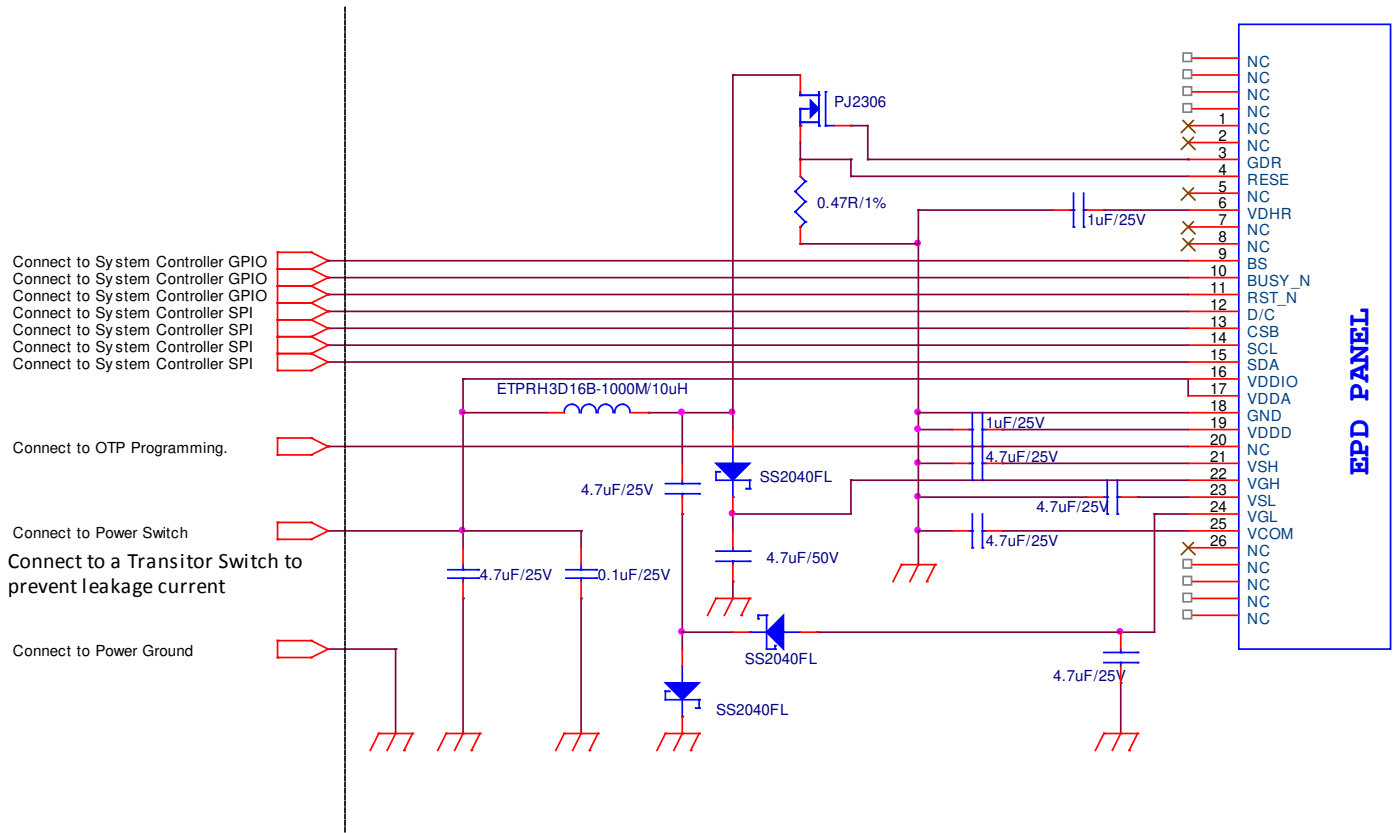 NC
NC
NC
NC
1
NC
2
NC
PJ2306
3
GDR
4
RESE
5
NC
0.47R/1%
6
VDHR
1uF/25V
7
NC
8
NC
Connect to System Controller GPIO
9
BS
Connect to System Controller GPIO
10
BUSY_N
Connect to System Controller GPIO
11
RST_N
Connect to System Controller SPI
12
D/C
Connect to System Controller SPI
13
CSB
Connect to System Controller SPI
14
SCL
Connect to System Controller SPI
15
SDA
EPD PANEL
16
VDDIO
ETPRH3D16B-1000M/10uH
17
VDDA
18
GND
1uF/25V
19
VDDD
Connect to OTP Programming.
20
NC
4.7uF/25V
21
VSH
SS2040FL
22
VGH
4.7uF/25V
23
VSL
4.7uF/25V
24
VGL
Connect to Power Switch
25
VCOM
4.7uF/25V
26
NC
Connect to a Transitor Switch to
prevent leakage current
4.7uF/50V
NC
4.7uF/25V
0.1uF/25V
NC
NC
NC
Connect to Power Ground
SS2040FL
4.7uF/25V
SS2040FL